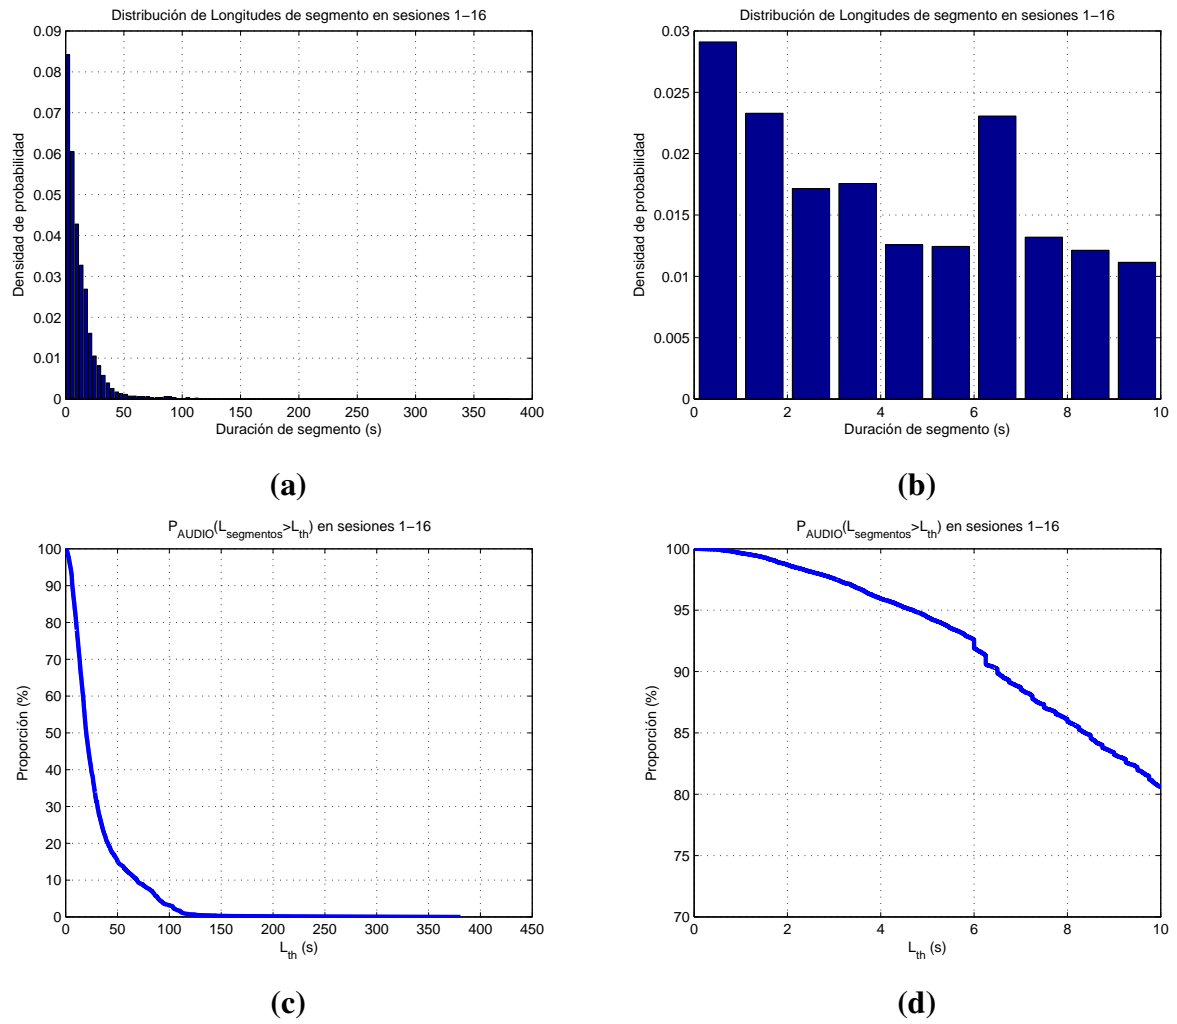 Distribución de Longitudes de segmento en sesiones 1−16
0.09
0.08
0.07
0.06
0.05
0.04
0.03
0.02
0.01
0
Densidad de probabilidad
0 50 100 150 200 250 300 350 400
Duración de segmento (s)
(a)
Distribución de Longitudes de segmento en sesiones 1−16
0.03
0.025
0.02
0.015
0.01
0.005
0
Densidad de probabilidad
0 2 4 6 8 10
Duración de segmento (s)
(b)
P_AUDIO(L_segmentos>L_th) en sesiones 1−16
100
90
80
70
60
50
40
30
20
10
0
Proporción (%)
0 50 100 150 200 250 300 350 400 450
L_th (s)
(c)
P_AUDIO(L_segmentos>L_th) en sesiones 1−16
100
95
90
85
80
75
70
Proporción (%)
0 2 4 6 8 10
L_th (s)
(d)